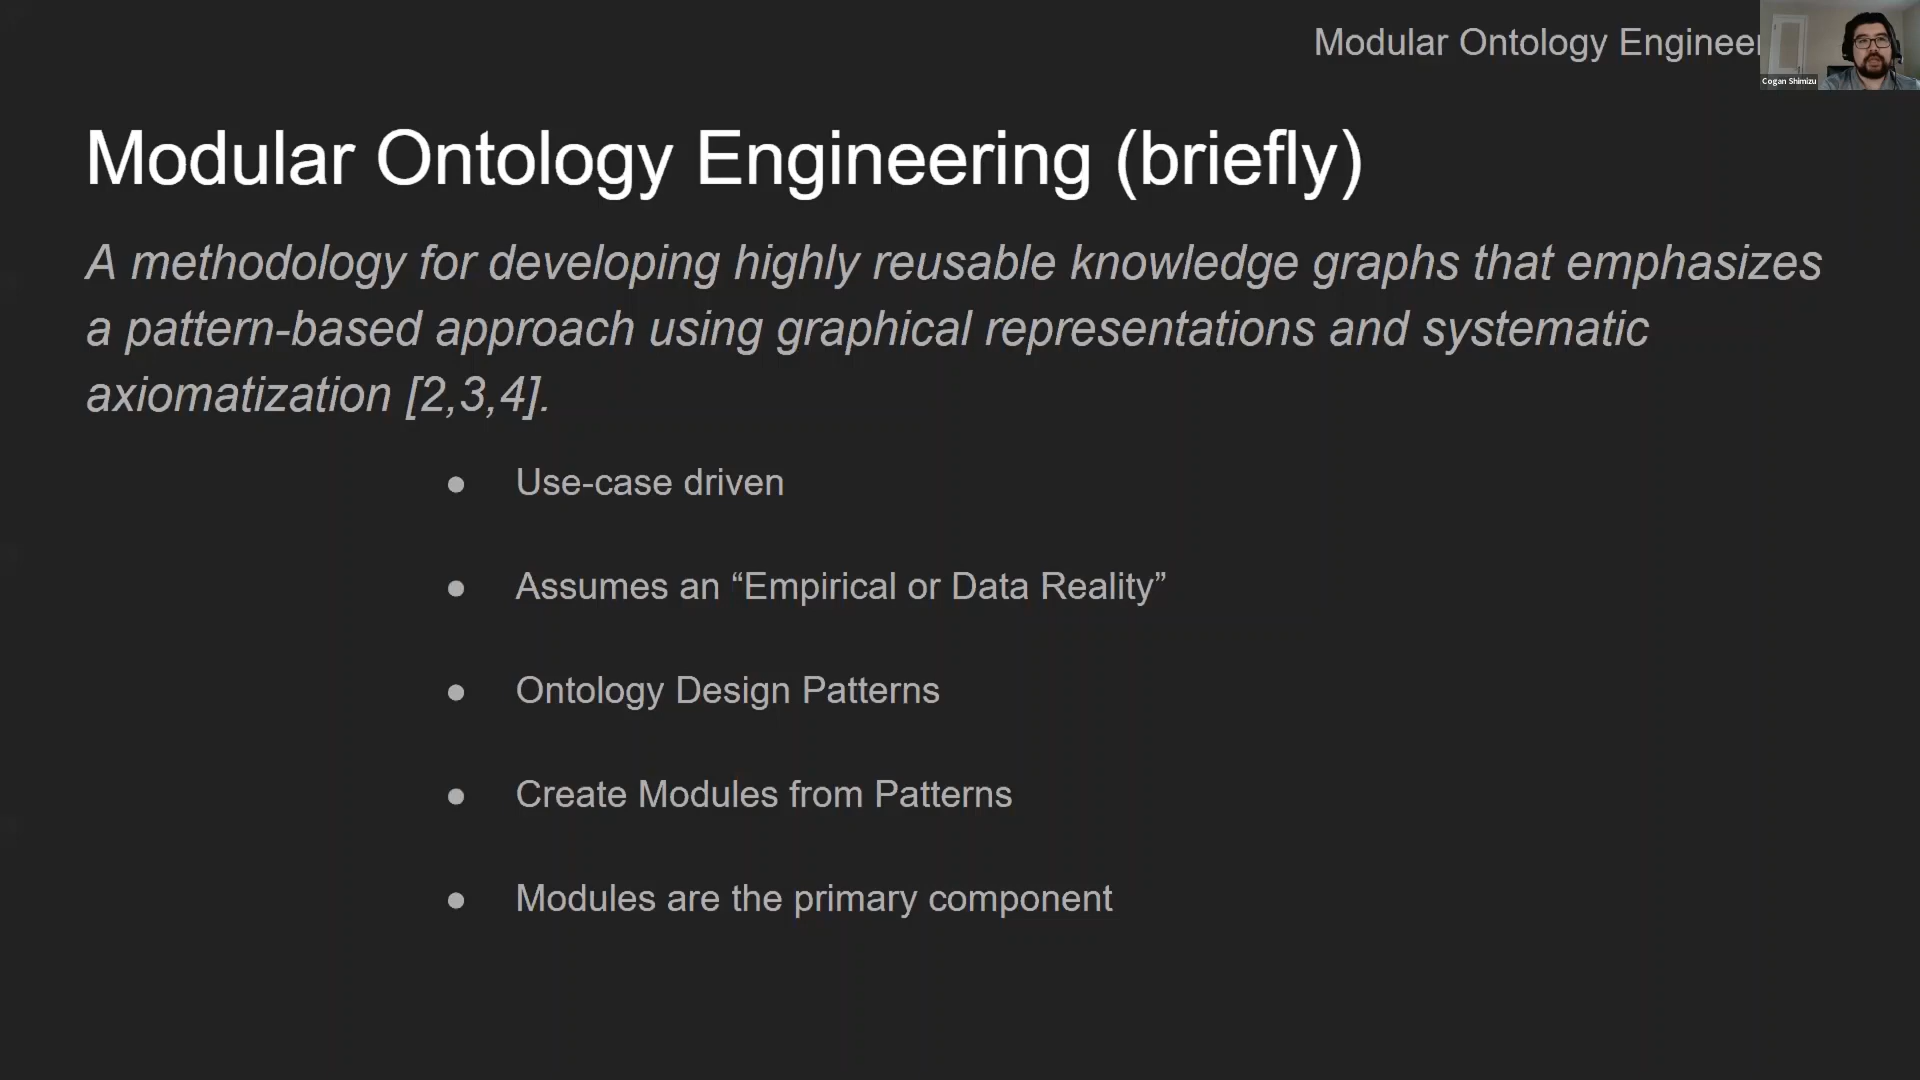 Modular Ontology Engineer
Cogan Shimizu
Modular Ontology Engineering (briefly)
A methodology for developing highly reusable knowledge graphs that emphasizes
a pattern-based approach using graphical representations and systematic
axiomatization [2,3,4].
● Use-case driven
● Assumes an “Empirical or Data Reality”
● Ontology Design Patterns
● Create Modules from Patterns
● Modules are the primary component